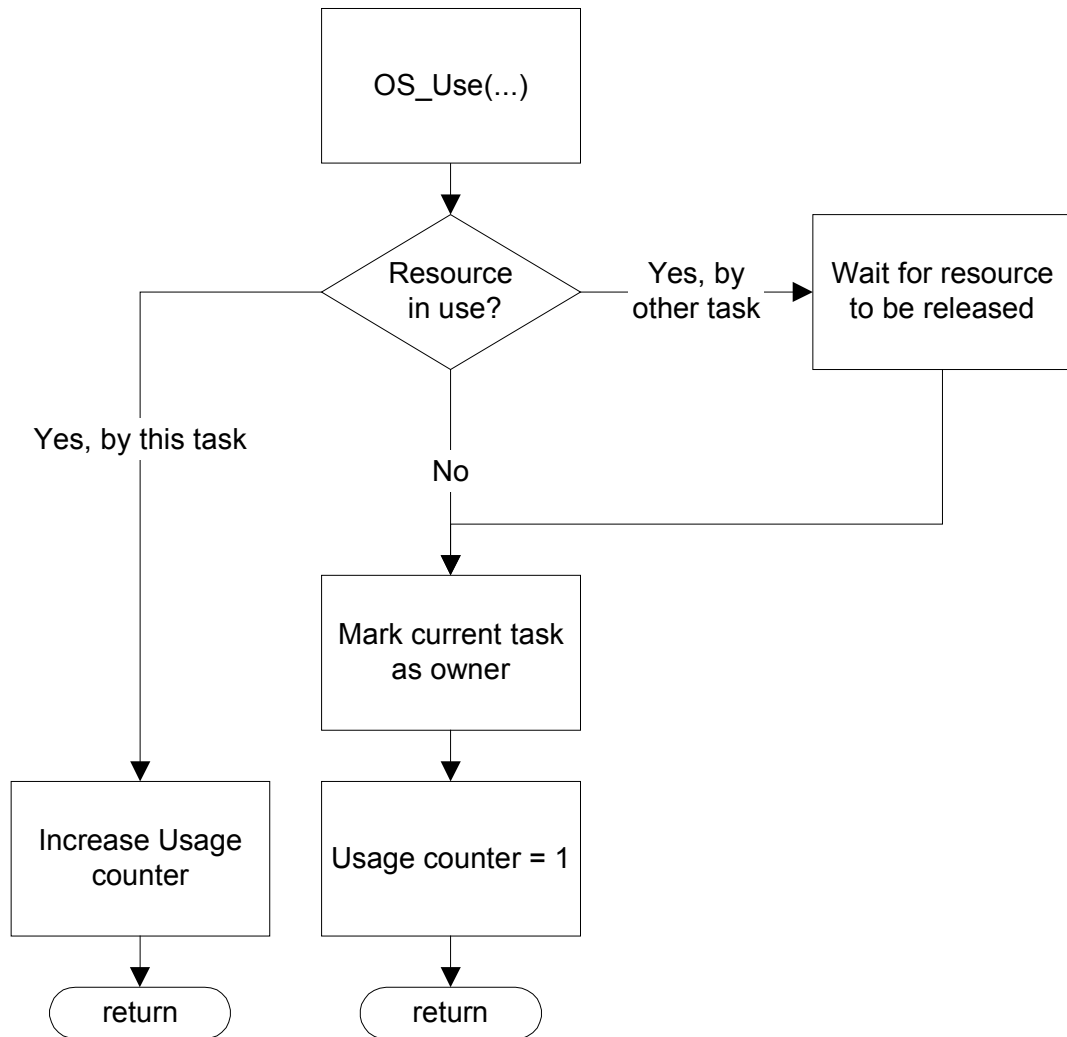 OS_Use(...)
Resource
in use?
Yes, by
other task
Wait for resource
to be released
Yes, by this task
No
Mark current task
as owner
Increase Usage
counter
Usage counter = 1
return
return